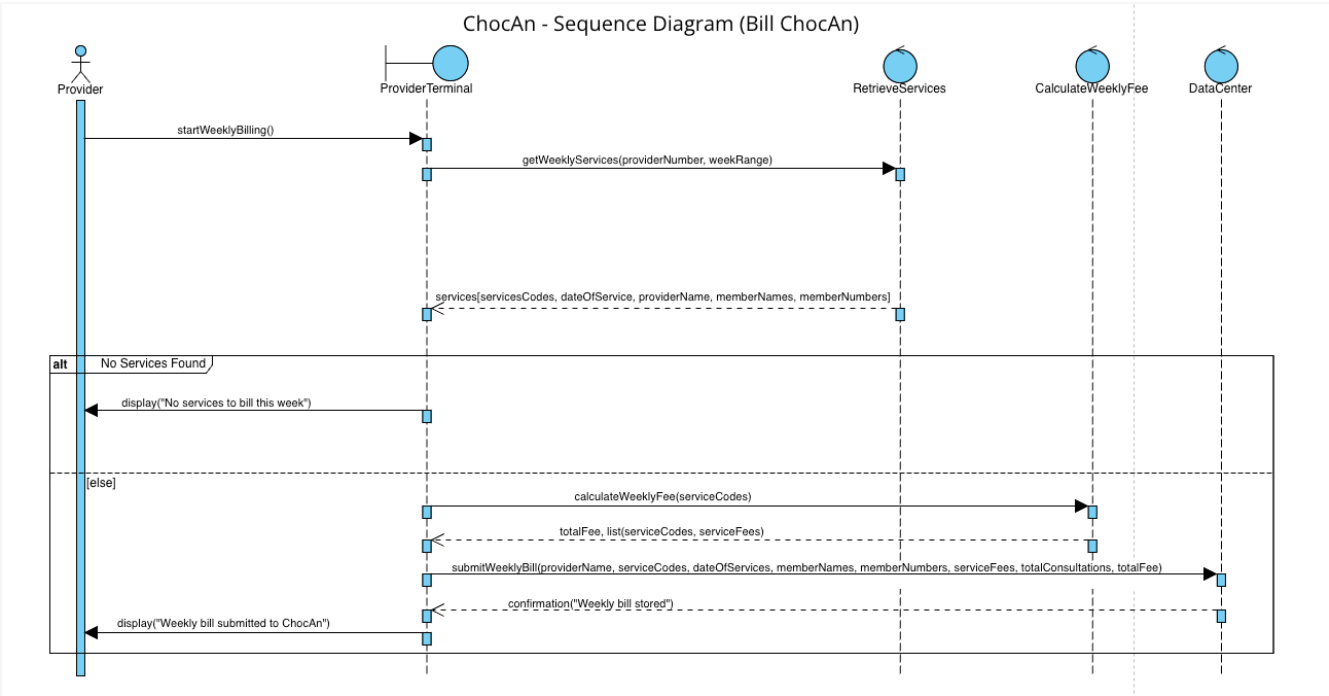 ChocAn - Sequence Diagram (Bill ChocAn)
Provider
ProviderTerminal
RetrieveServices
CalculateWeeklyFee
DataCenter
startWeeklyBilling()
getWeeklyServices(providerNumber, weekRange)
services[servicesCodes, dateOfService, providerName, memberNames, memberNumbers]
alt
No Services Found
display("No services to bill this week")
[else]
calculateWeeklyFee(serviceCodes)
totalFee, list(serviceCodes, serviceFees)
submitWeeklyBill(providerName, serviceCodes, dateOfServices, memberNames, memberNumbers, serviceFees, totalConsultations, totalFee)
confirmation("Weekly bill stored")
display("Weekly bill submitted to ChocAn")